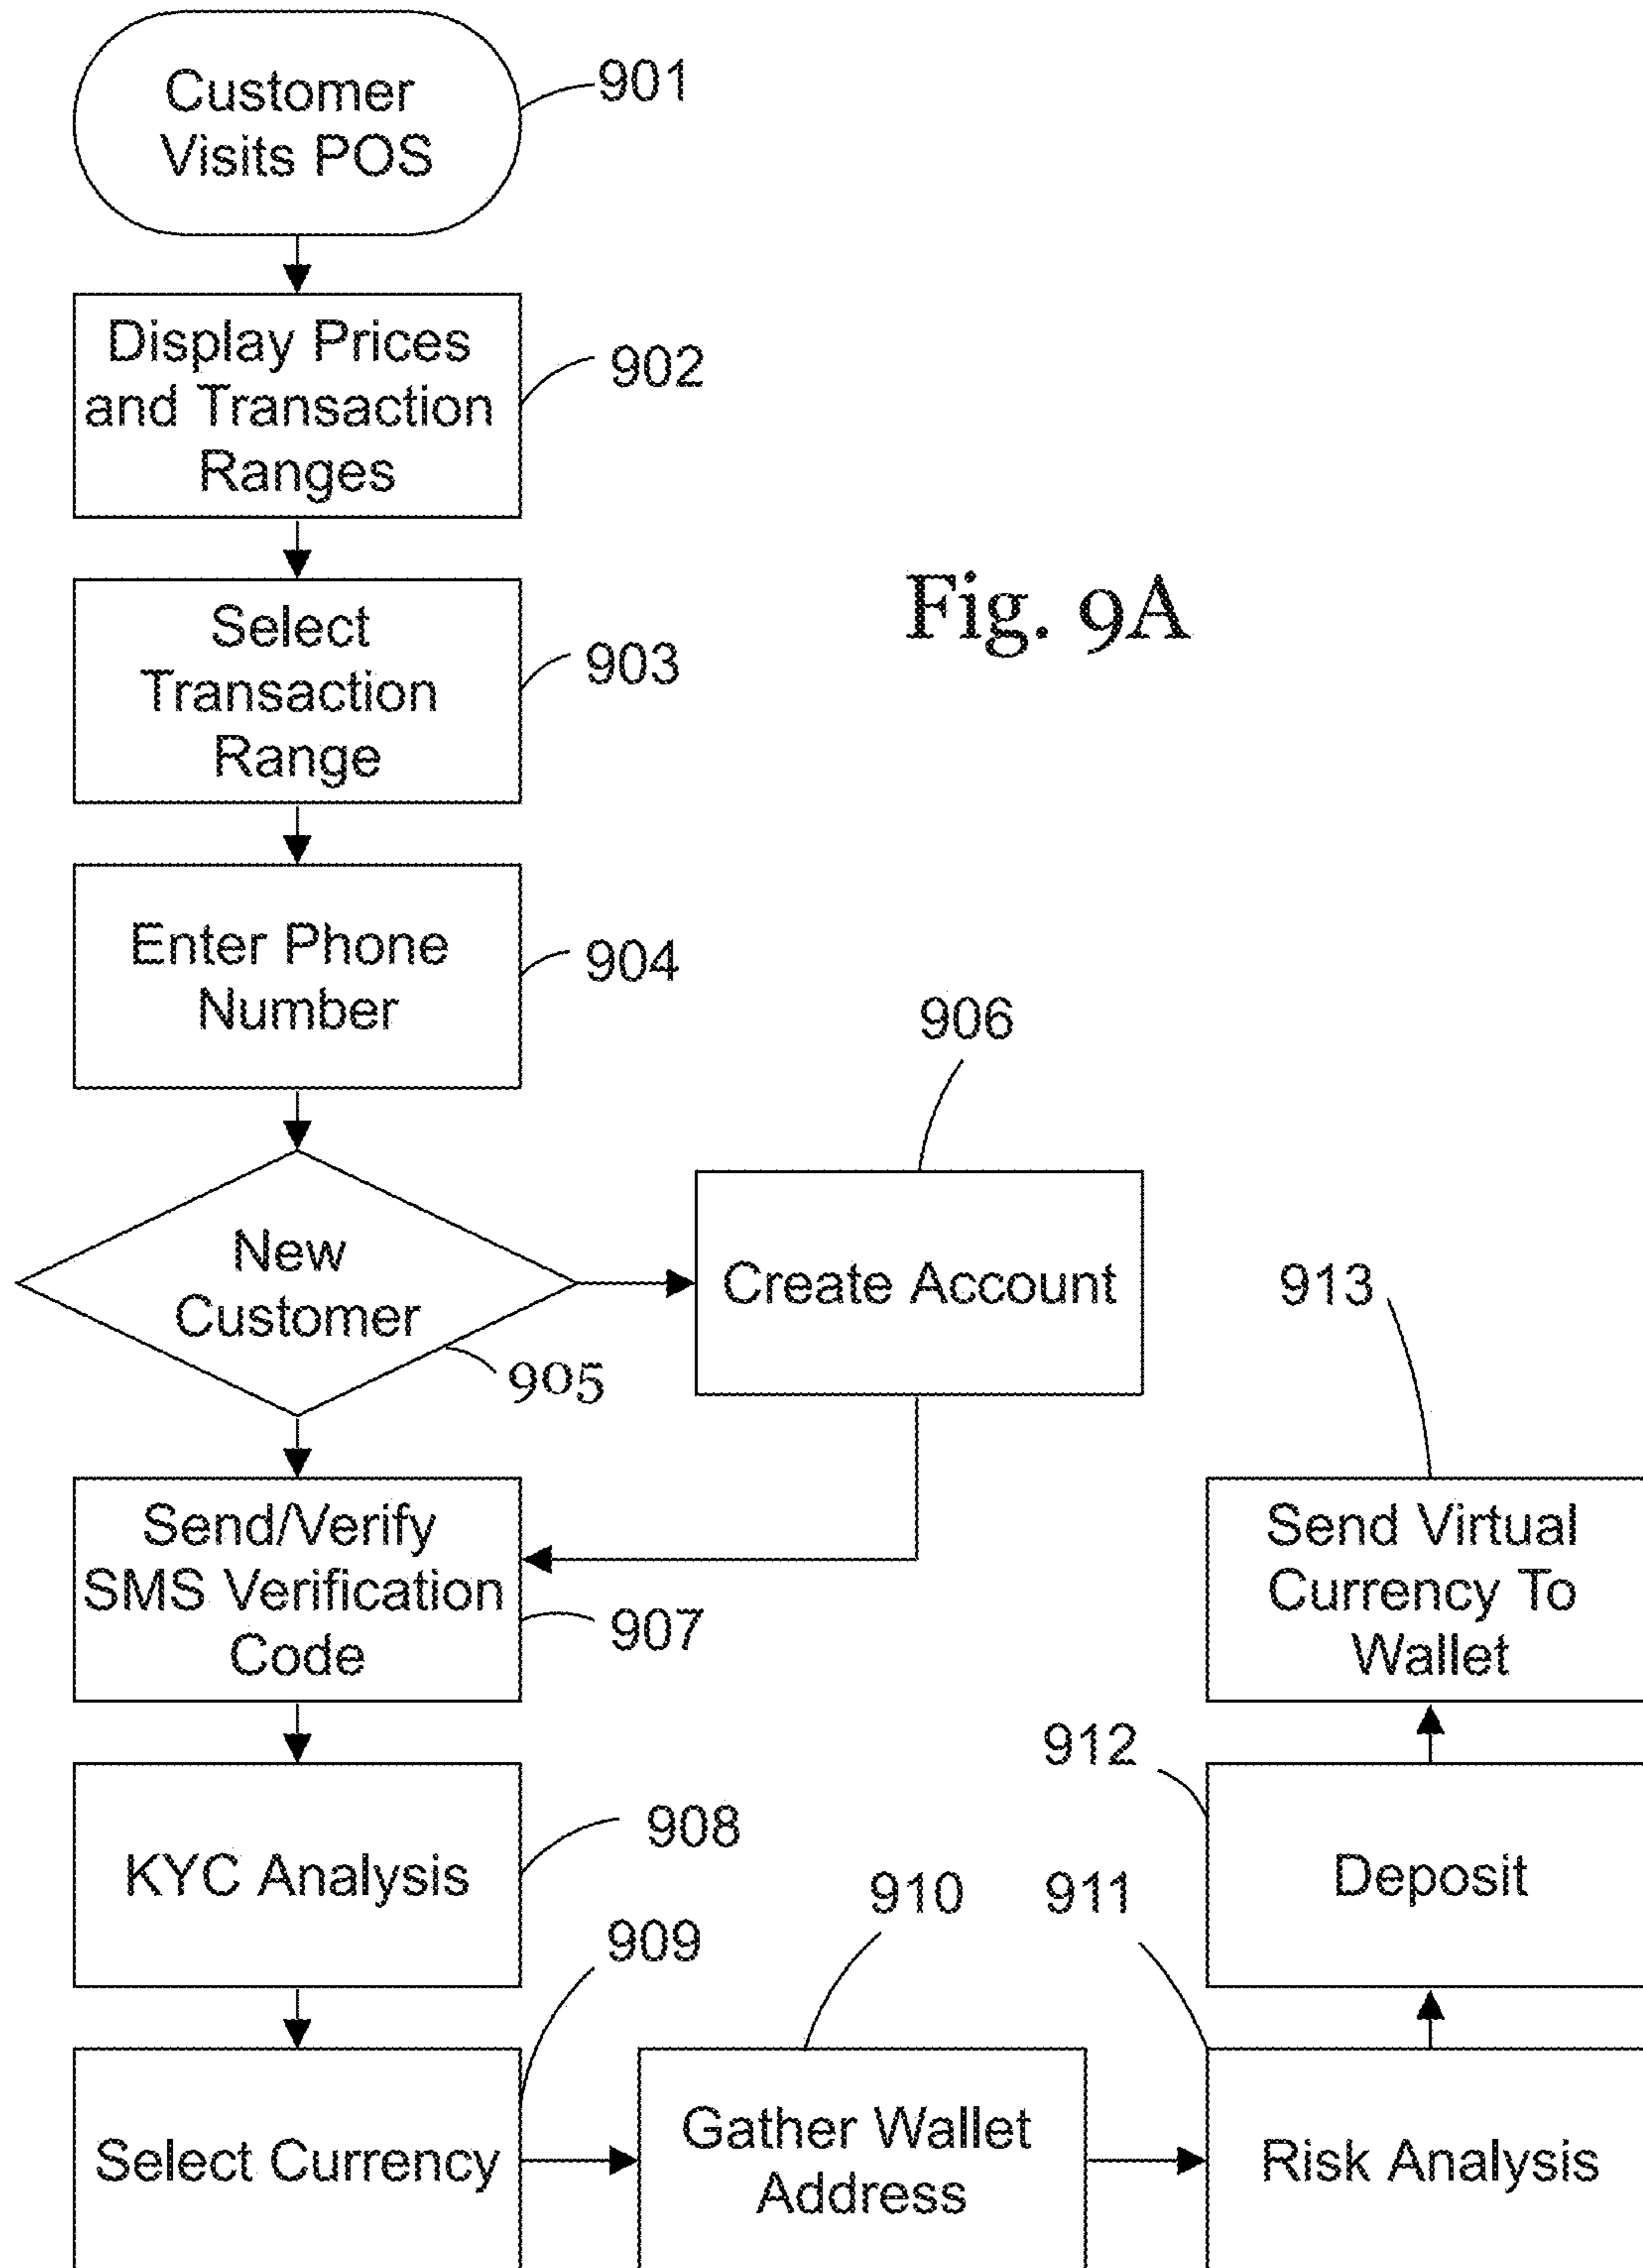 Customer
Visits POS
901
Display Prices
and Transaction
Ranges
902
Select
Transaction
Range
903
Fig. 9A
Enter Phone
Number
904
906
New
Customer
905
Create Account
913
Send/Verify
SMS Verification
Code
907
Send Virtual
Currency To
Wallet
912
KYC Analysis
908
Deposit
909
910
911
Select Currency
Gather Wallet
Address
Risk Analysis